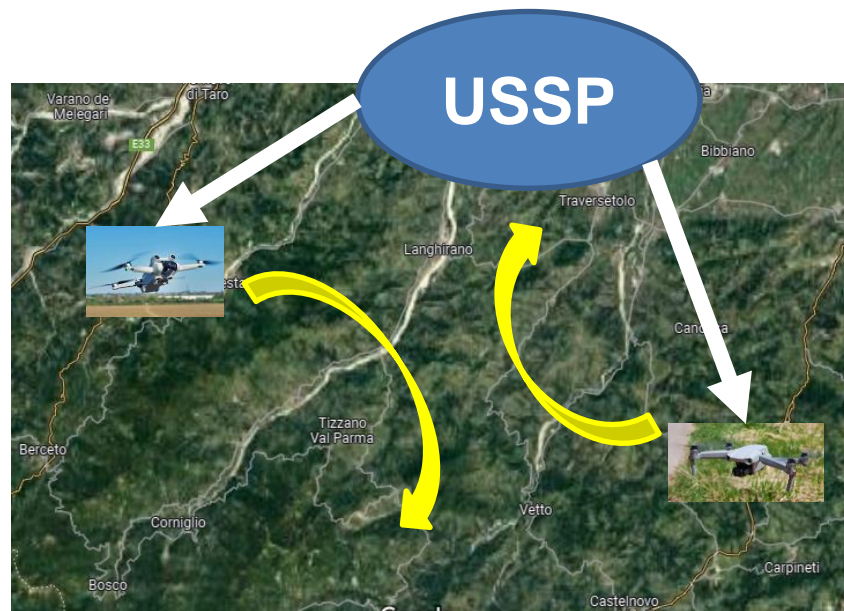 USSP
Varano de
Melegari
di Taro
E33
Bibbiano
Traversetolo
Langhirano
Tizzano
Val Parma
Berceto
Corniglio
Vetto
Bosco
Carpineti
Castelnovo